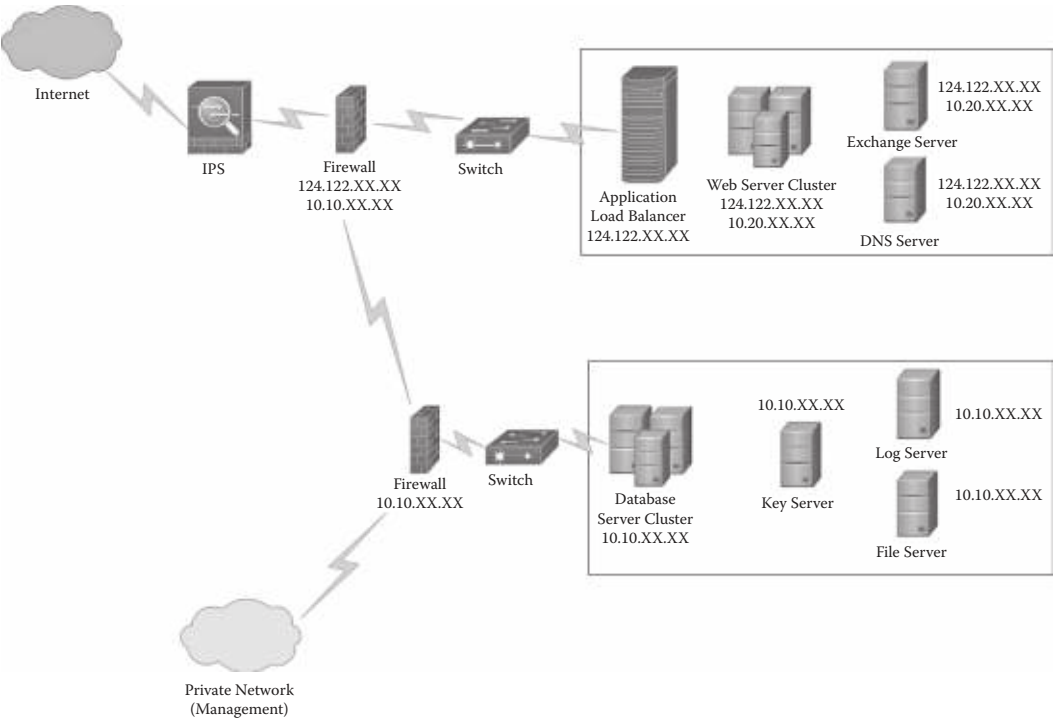 Internet
IPS
Firewall
124.122.XX.XX
10.10.XX.XX
Switch
Application
Load Balancer
124.122.XX.XX
Web Server Cluster
124.122.XX.XX
10.20.XX.XX
124.122.XX.XX
10.20.XX.XX
Exchange Server
124.122.XX.XX
10.20.XX.XX
DNS Server
Firewall
10.10.XX.XX
Switch
Database
Server Cluster
10.10.XX.XX
10.10.XX.XX
Key Server
10.10.XX.XX
Log Server
10.10.XX.XX
File Server
Private Network
(Management)